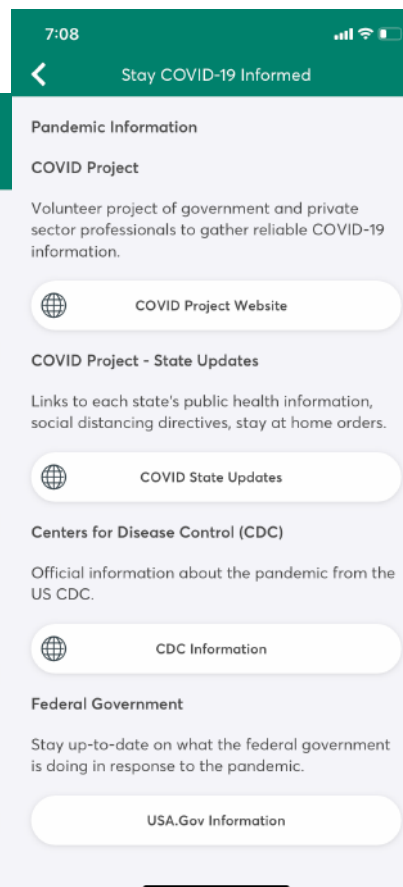 7:08
Stay COVID-19 Informed
Pandemic Information
COVID Project
Volunteer project of government and private
sector professionals to gather reliable COVID-19
information.
COVID Project Website
COVID Project - State Updates
Links to each state's public health information,
social distancing directives, stay at home orders.
COVID State Updates
Centers for Disease Control (CDC)
Official information about the pandemic from the
US CDC.
CDC Information
Federal Government
Stay up-to-date on what the federal government
is doing in response to the pandemic.
USA.Gov Information